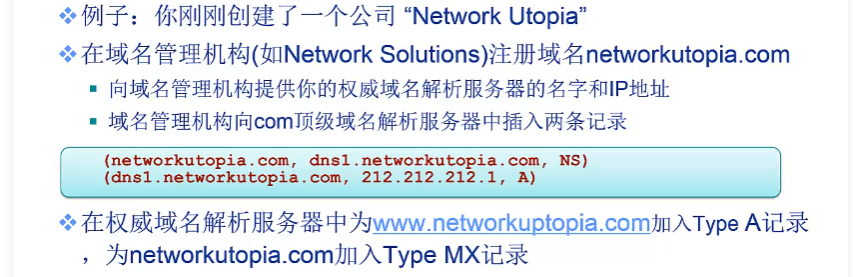 ❖例子：你刚刚创建了一个公司 “Network Utopia”
❖在域名管理机构(如Network Solutions)注册域名networkutopia.com
▪ 向域名管理机构提供你的权威域名解析服务器的名字和IP地址
▪ 域名管理机构向com顶级域名解析服务器中插入两条记录
(networkutopia.com, dns1.networkutopia.com, NS)
(dns1.networkutopia.com, 212.212.212.1, A)
❖在权威域名解析服务器中为www.networkuptopia.com加入Type A记录
，为networkutopia.com加入Type MX记录